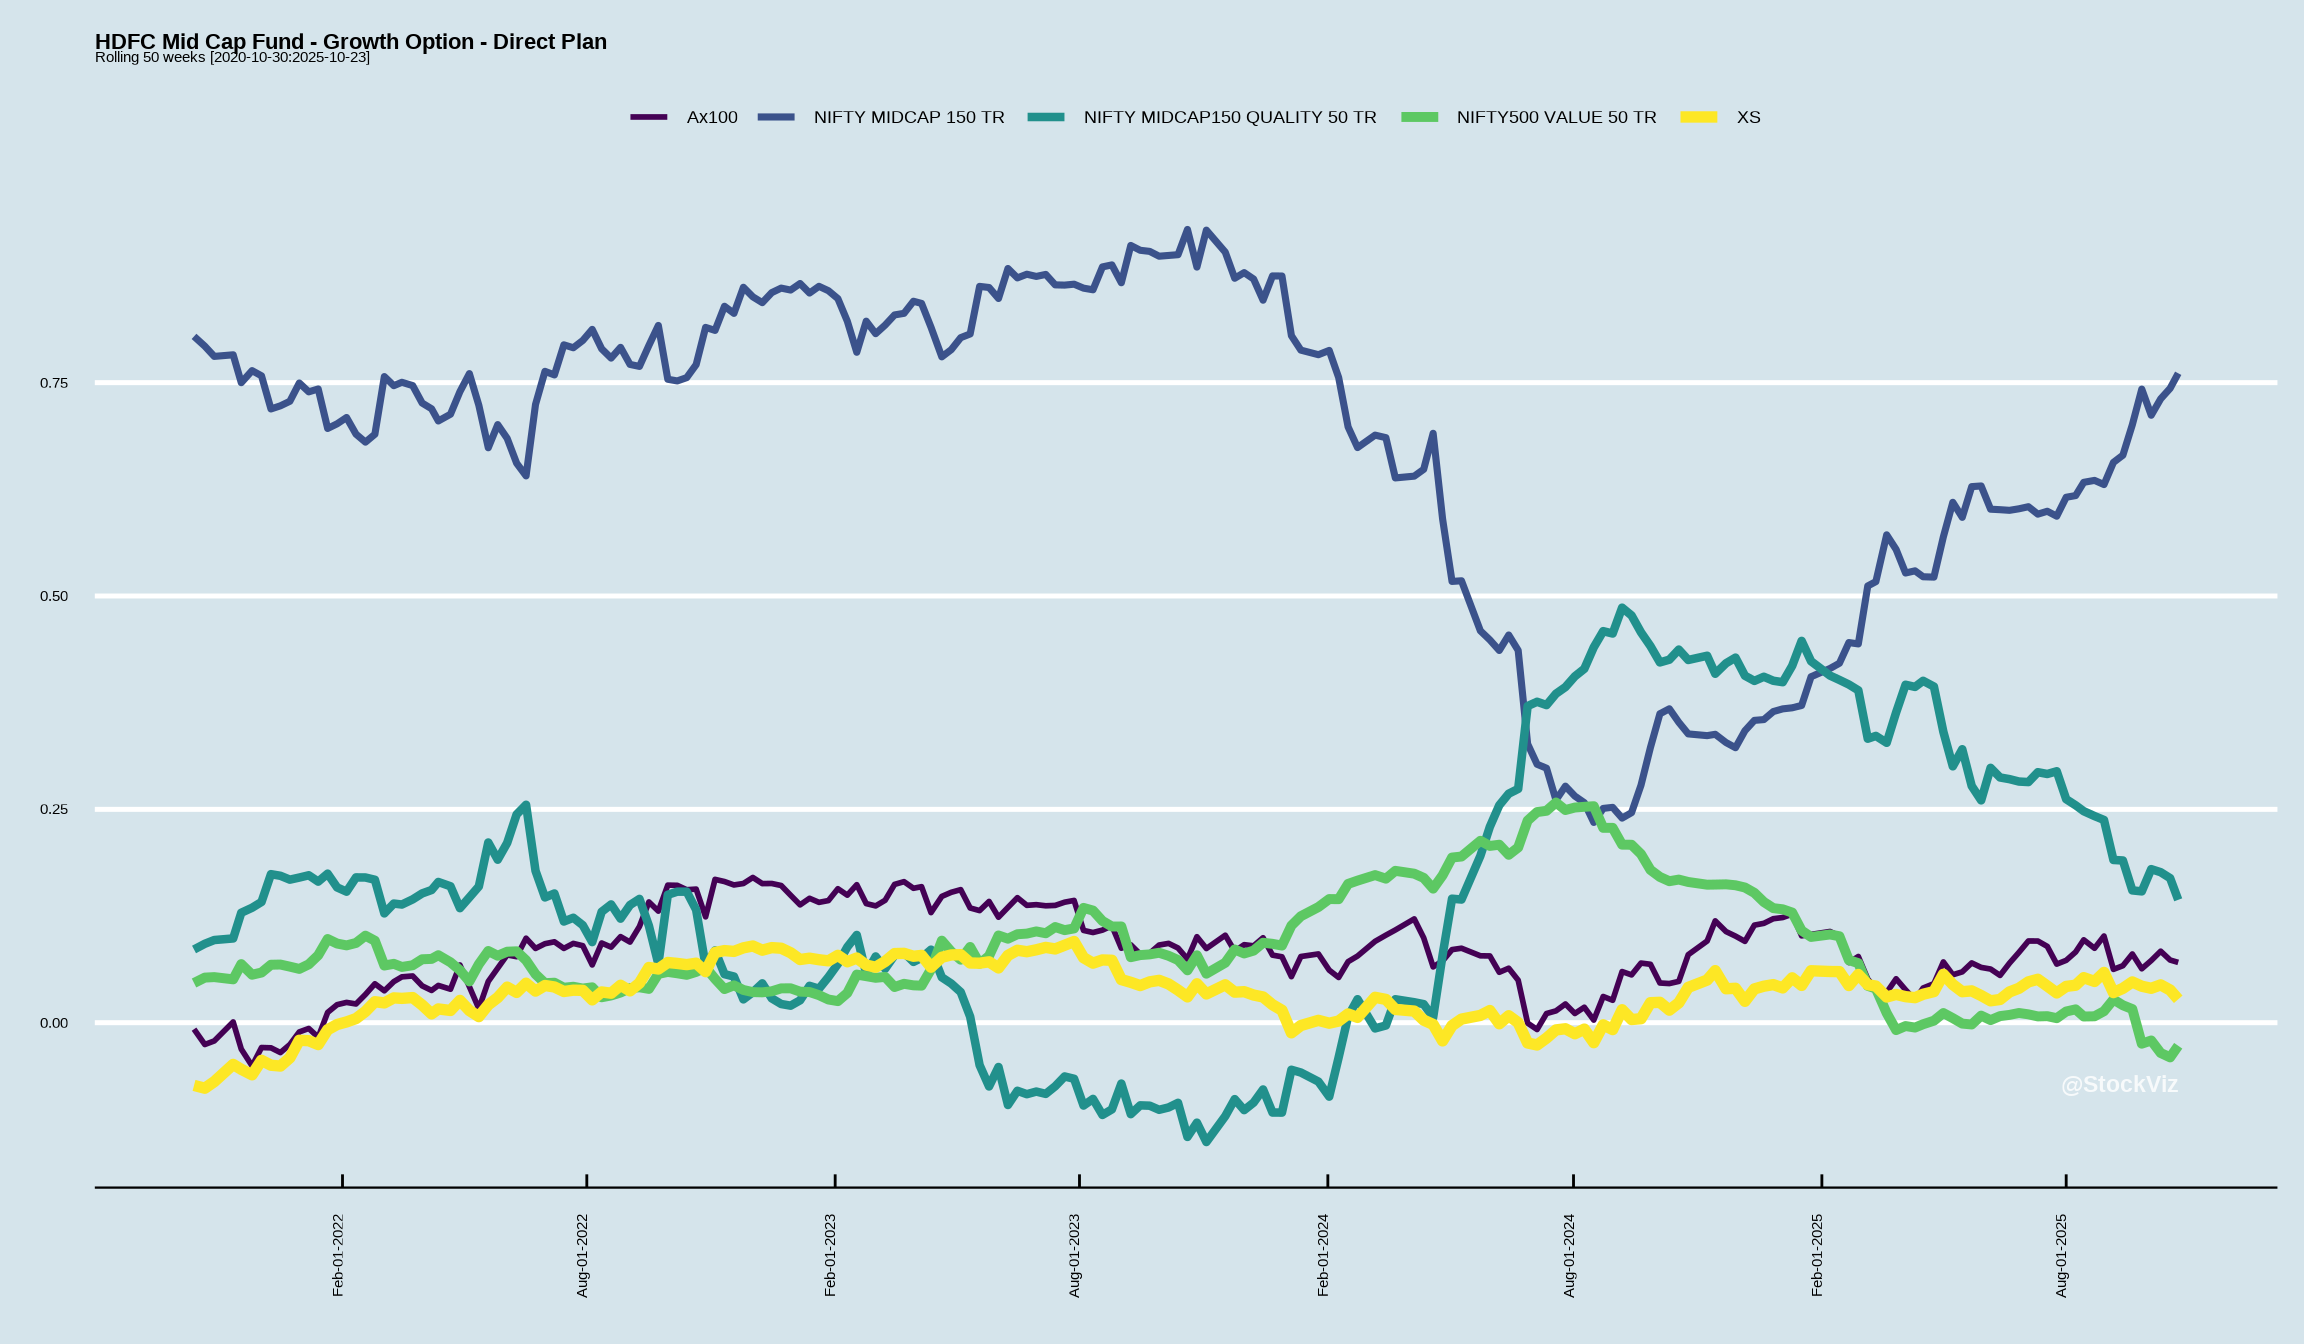 HDFC Mid Cap Fund - Growth Option - Direct Plan
Rolling 50 weeks [2020-10-30:2025-10-23]
Ax100 NIFTY MIDCAP 150 TR NIFTY MIDCAP150 QUALITY 50 TR NIFTY500 VALUE 50 TR XS
0.75
0.50
0.25
0.00
@StockViz
Feb-01-2022 Aug-01-2022 Feb-01-2023 Aug-01-2023 Feb-01-2024 Aug-01-2024 Feb-01-2025 Aug-01-2025